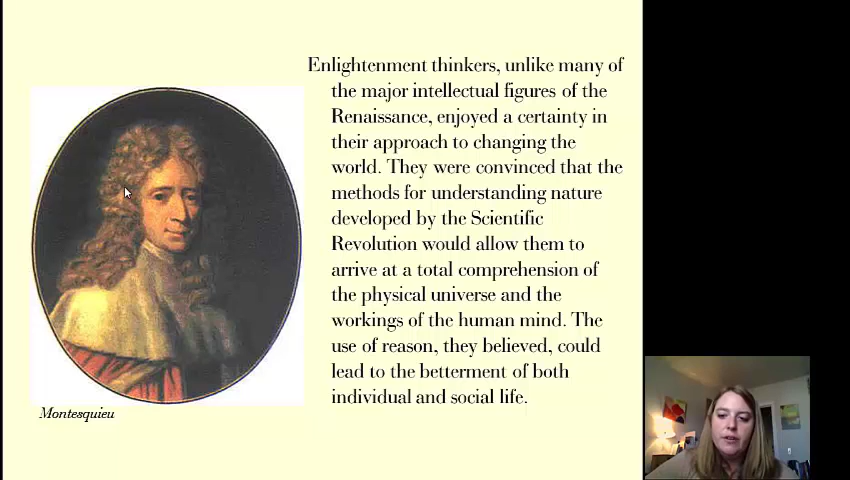 Enlightenment thinkers, unlike many of
the major intellectual figures of the
Renaissance, enjoyed a certainty in
their approach to changing the
world. They were convinced that the
methods for understanding nature
developed by the Scientific
Revolution would allow them to
arrive at a total comprehension of
the physical universe and the
workings of the human mind. The
use of reason, they believed, could
lead to the betterment of both
individual and social life.
Montesquieu